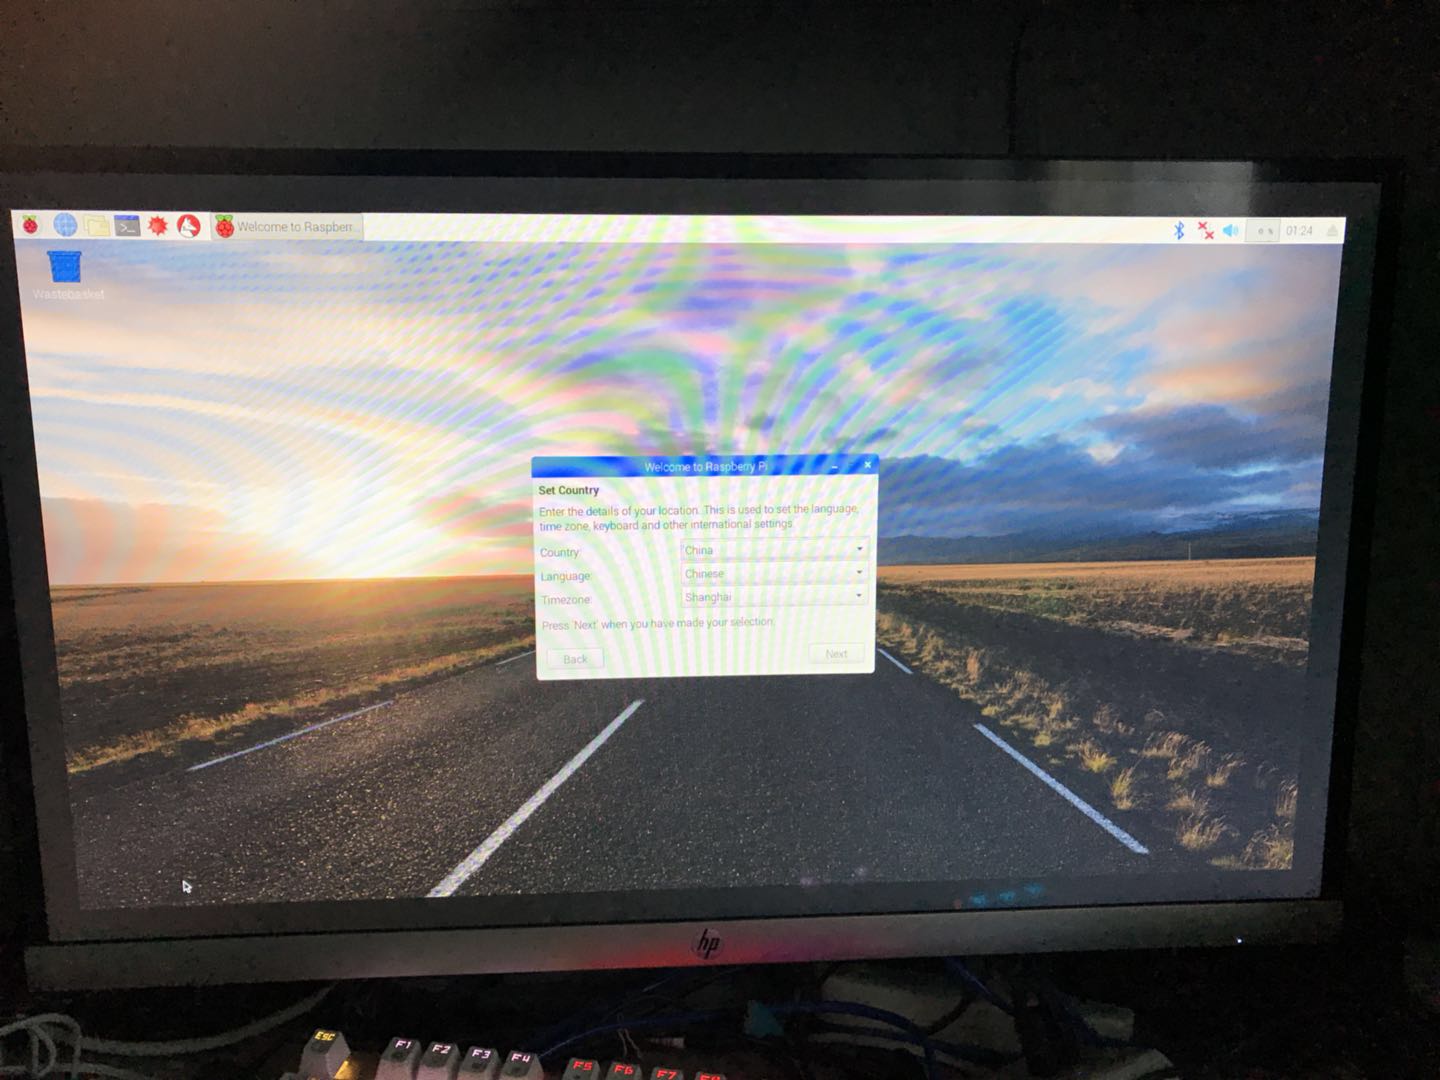 Welcome to Raspberr...
0 %
01:24
Wastebasket
Welcome to Raspberry Pi
Set Country
Enter the details of your location. This is used to set the language,
time zone, keyboard and other international settings.
Country: China
Language: Chinese
Timezone: Shanghai
Press 'Next' when you have made your selection.
Back
Next
hp
ESC
F1
F2
F3
F4
F5
F6
F7
F8